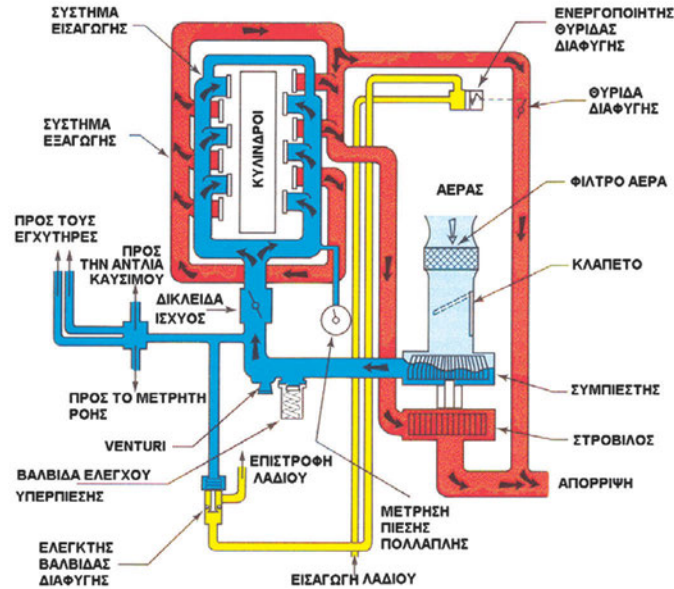 ΣΥΣΤΗΜΑ
ΕΙΣΑΓΩΓΗΣ
ΕΝΕΡΓΟΠΟΙΗΤΗΣ
ΘΥΡΙΔΑΣ
ΔΙΑΦΥΓΗΣ
ΘΥΡΙΔΑ
ΔΙΑΦΥΓΗΣ
ΣΥΣΤΗΜΑ
ΕΞΑΓΩΓΗΣ
ΚΥΛΙΝΔΡΟΙ
ΑΕΡΑΣ
ΦΙΛΤΡΟ ΑΕΡΑ
ΠΡΟΣ ΤΟΥΣ
ΕΓΧΥΤΗΡΕΣ
ΠΡΟΣ
ΤΗΝ ΑΝΤΛΙΑ
ΚΑΥΣΙΜΟΥ
ΚΛΑΠΕΤΟ
ΔΙΚΛΕΙΔΑ
ΙΣΧΥΟΣ
ΠΡΟΣ ΤΟ ΜΕΤΡΗΤΗ
ΡΟΗΣ
ΣΥΜΠΙΕΣΤΗΣ
VENTURI
ΣΤΡΟΒΙΛΟΣ
ΒΑΛΒΙΔΑ ΕΛΕΓΧΟΥ
ΥΠΕΡΠΙΕΣΗΣ
ΕΠΙΣΤΡΟΦΗ
ΛΑΔΙΟΥ
ΑΠΟΡΡΙΨΗ
ΜΕΤΡΗΣΗ
ΠΙΕΣΗΣ
ΠΟΛΛΑΠΛΗΣ
ΕΛΕΓΚΤΗΣ
ΒΑΛΒΙΔΑΣ
ΔΙΑΦΥΓΗΣ
ΕΙΣΑΓΩΓΗ ΛΑΔΙΟΥ